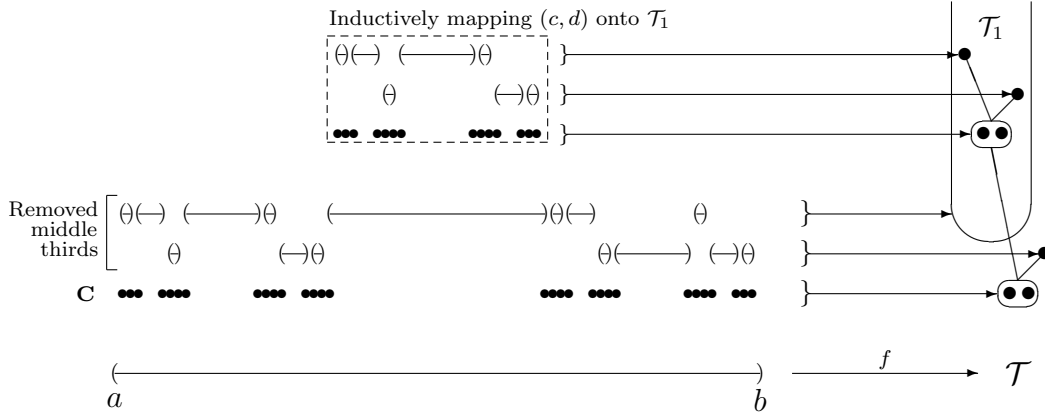 Inductively mapping (c, d) onto 𝒯₁
𝒯₁
Removed
middle
thirds
C
f
a
b
𝒯